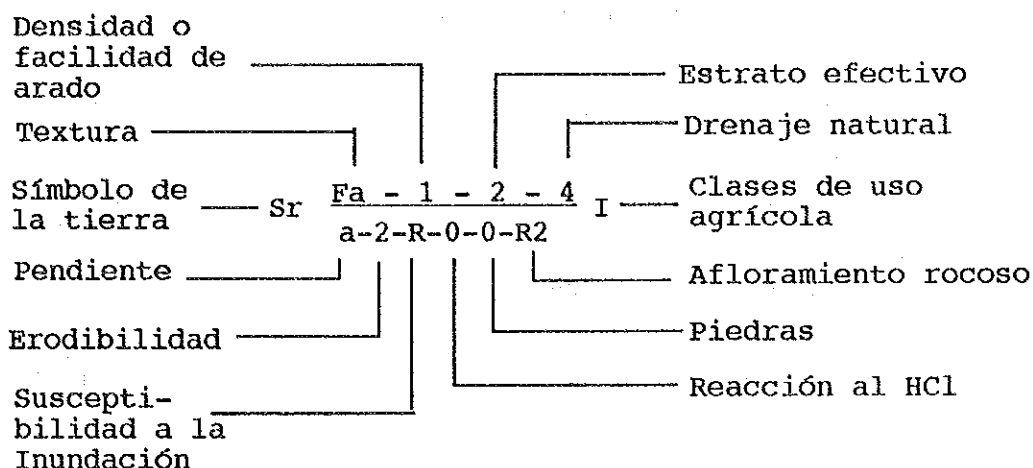 Densidad o
facilidad de
arado
Estrato efectivo
Textura
Drenaje natural
Símbolo de
la tierra
Sr
Fa - 1 - 2 - 4
a-2-R-0-0-R2
I
Clases de uso
agrícola
Pendiente
Afloramiento rocoso
Erodibilidad
Piedras
Reacción al HCl
Suscepti-
bilidad a la
Inundación